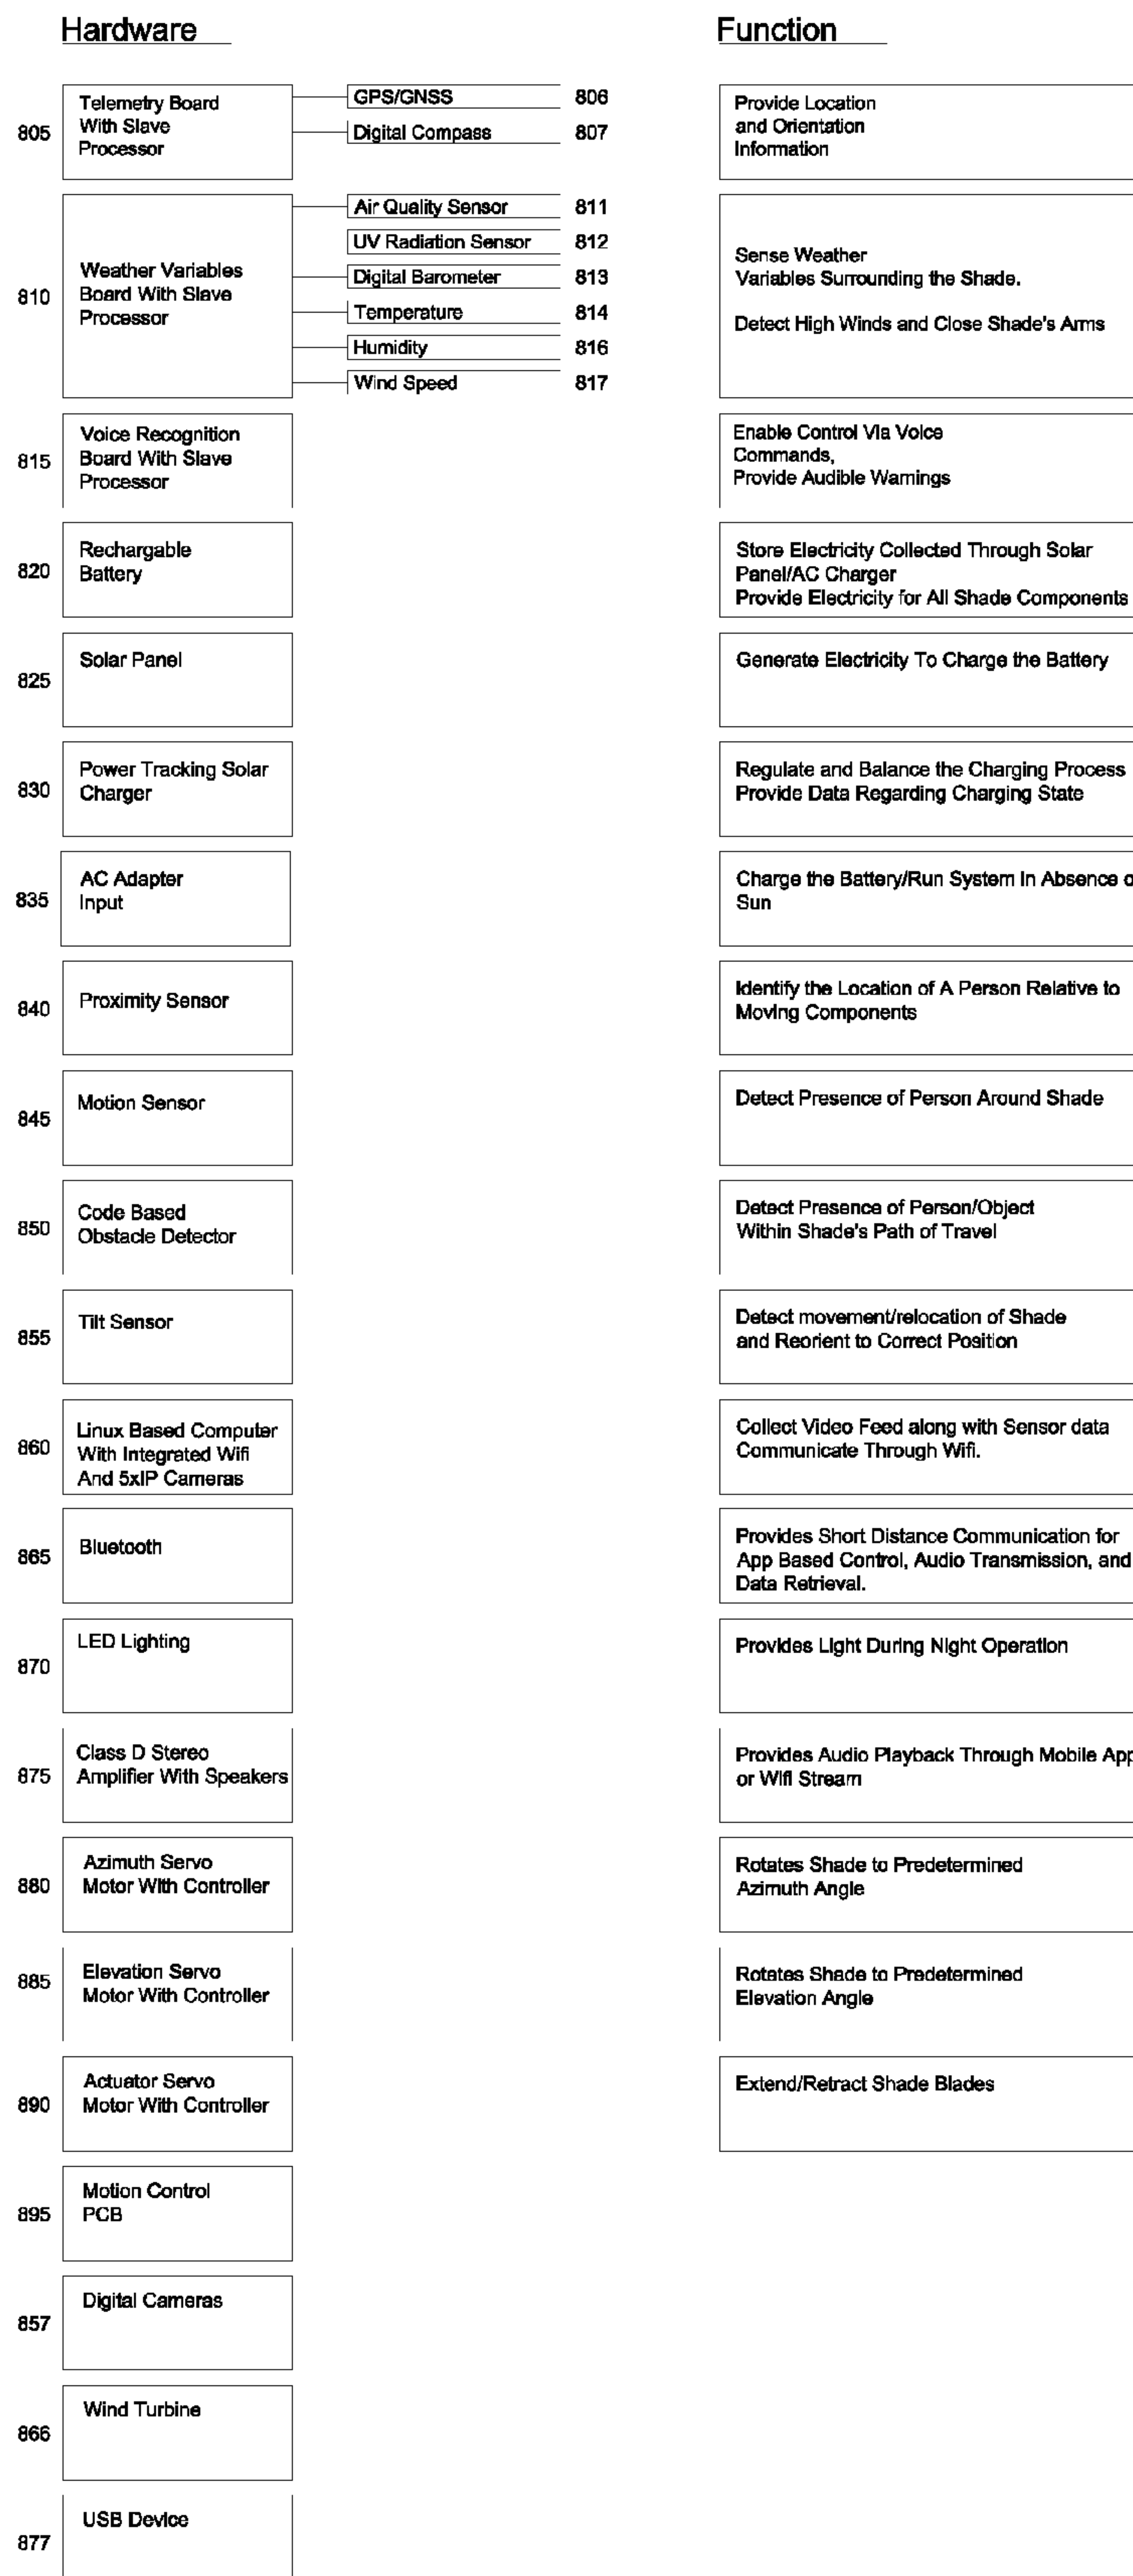 Hardware
Function
805
Telemetry Board
With Slave
Processor
GPS/GNSS 806
Digital Compass 807
Provide Location
and Orientation
Information
810
Weather Variables
Board With Slave
Processor
Air Quality Sensor 811
UV Radiation Sensor 812
Digital Barometer 813
Temperature 814
Humidity 816
Wind Speed 817
Sense Weather
Variables Surrounding the Shade.
Detect High Winds and Close Shade's Arms
815
Voice Recognition
Board With Slave
Processor
Enable Control Via Voice
Commands,
Provide Audible Warnings
820
Rechargable
Battery
Store Electricity Collected Through Solar
Panel/AC Charger
Provide Electricity for All Shade Components
825
Solar Panel
Generate Electricity To Charge the Battery
830
Power Tracking Solar
Charger
Regulate and Balance the Charging Process
Provide Data Regarding Charging State
835
AC Adapter
Input
Charge the Battery/Run System In Absence o
Sun
840
Proximity Sensor
Identify the Location of A Person Relative to
Moving Components
845
Motion Sensor
Detect Presence of Person Around Shade
850
Code Based
Obstacle Detector
Detect Presence of Person/Object
Within Shade's Path of Travel
855
Tilt Sensor
Detect movement/relocation of Shade
and Reorient to Correct Position
860
Linux Based Computer
With Integrated Wifi
And 5xIP Cameras
Collect Video Feed along with Sensor data
Communicate Through Wifi.
865
Bluetooth
Provides Short Distance Communication for
App Based Control, Audio Transmission, and
Data Retrieval.
870
LED Lighting
Provides Light During Night Operation
875
Class D Stereo
Amplifier With Speakers
Provides Audio Playback Through Mobile App
or Wifi Stream
880
Azimuth Servo
Motor With Controller
Rotates Shade to Predetermined
Azimuth Angle
885
Elevation Servo
Motor With Controller
Rotates Shade to Predetermined
Elevation Angle
890
Actuator Servo
Motor With Controller
Extend/Retract Shade Blades
895
Motion Control
PCB
857
Digital Cameras
866
Wind Turbine
877
USB Device